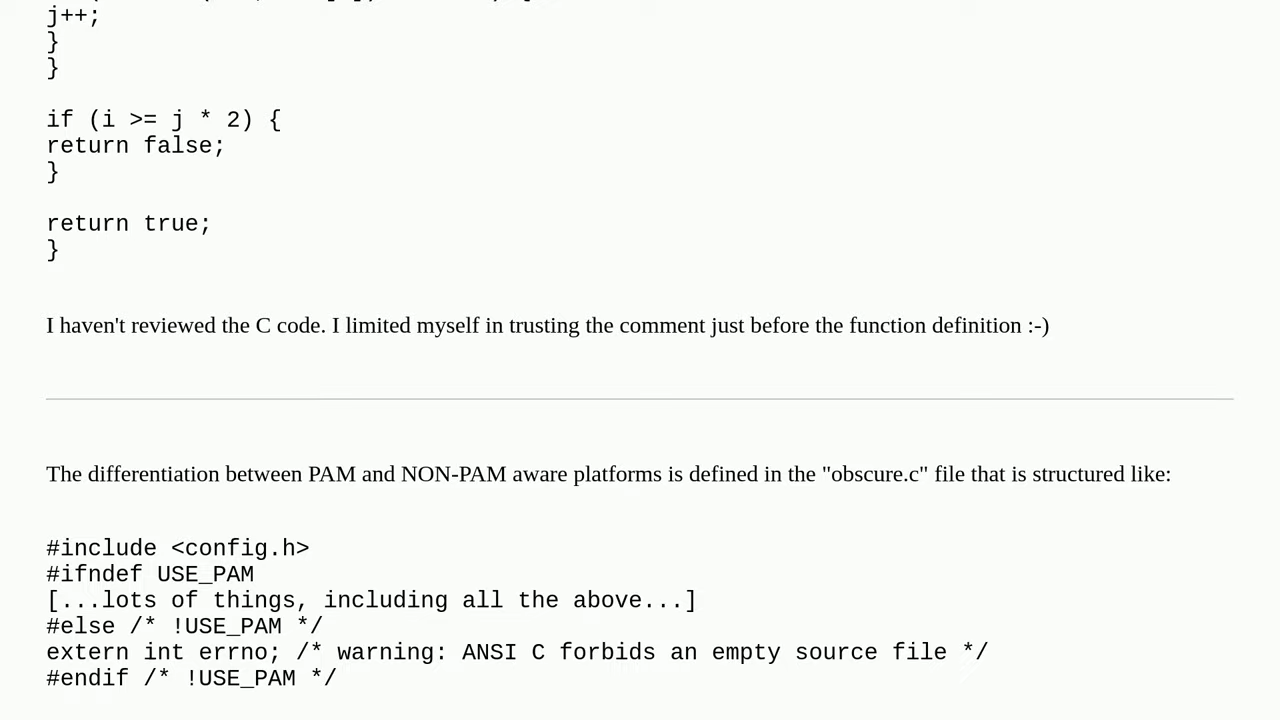 j++;
}
}
if (i >= j * 2) {
return false;
}
return true;
}
I haven't reviewed the C code. I limited myself in trusting the comment just before the function definition :-)
The differentiation between PAM and NON-PAM aware platforms is defined in the "obscure.c" file that is structured like:
#include <config.h>
#ifndef USE_PAM
[...lots of things, including all the above...]
#else /* !USE_PAM */
extern int errno; /* warning: ANSI C forbids an empty source file */
#endif /* !USE_PAM */